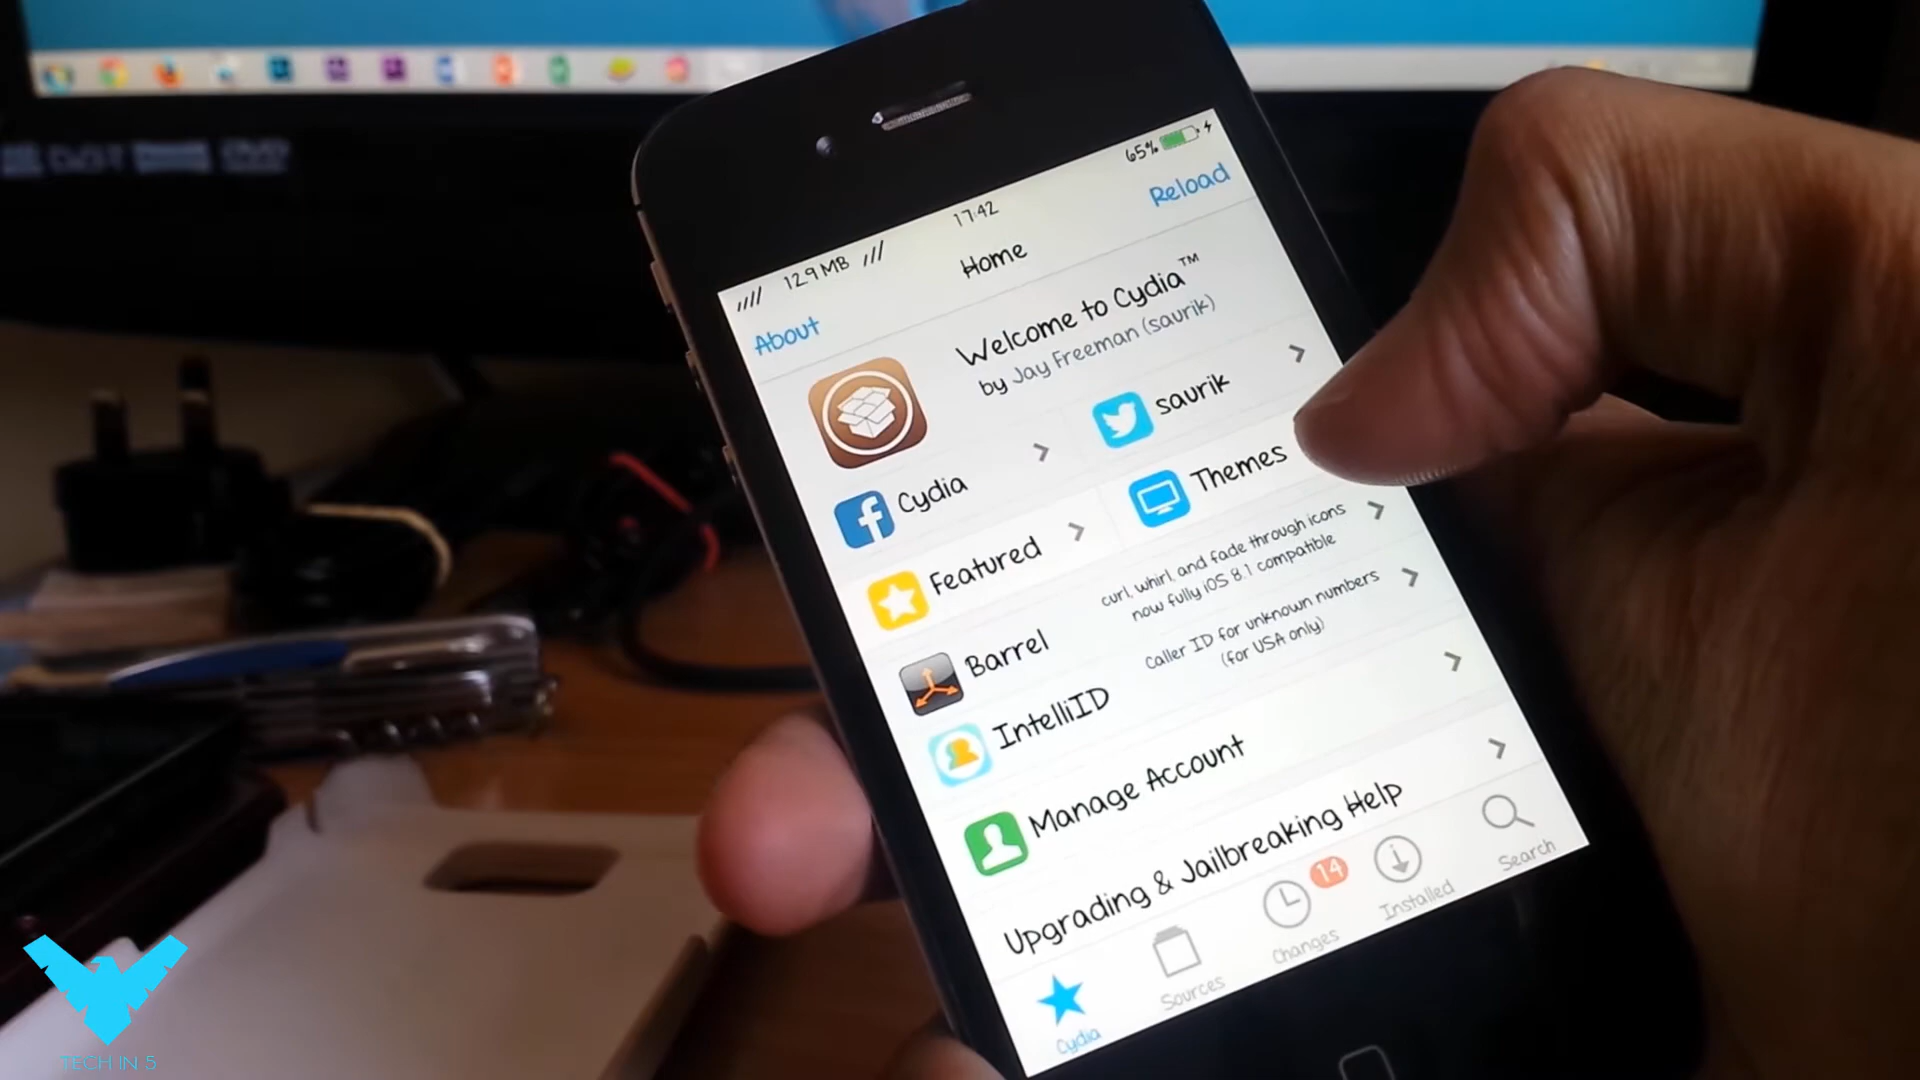 12.9 MB
17:42
65%
About
Home
Reload
Welcome to Cydia™
by Jay Freeman (saurik)
Cydia
saurik
Featured
Themes
Barrel
curl, whirl, and fade through icons
now fully iOS 8.1 compatible
IntelliID
Caller ID for unknown numbers
(for USA only)
Manage Account
Upgrading & Jailbreaking Help
Cydia
Sources
Changes
14
Installed
Search
TECH IN 5